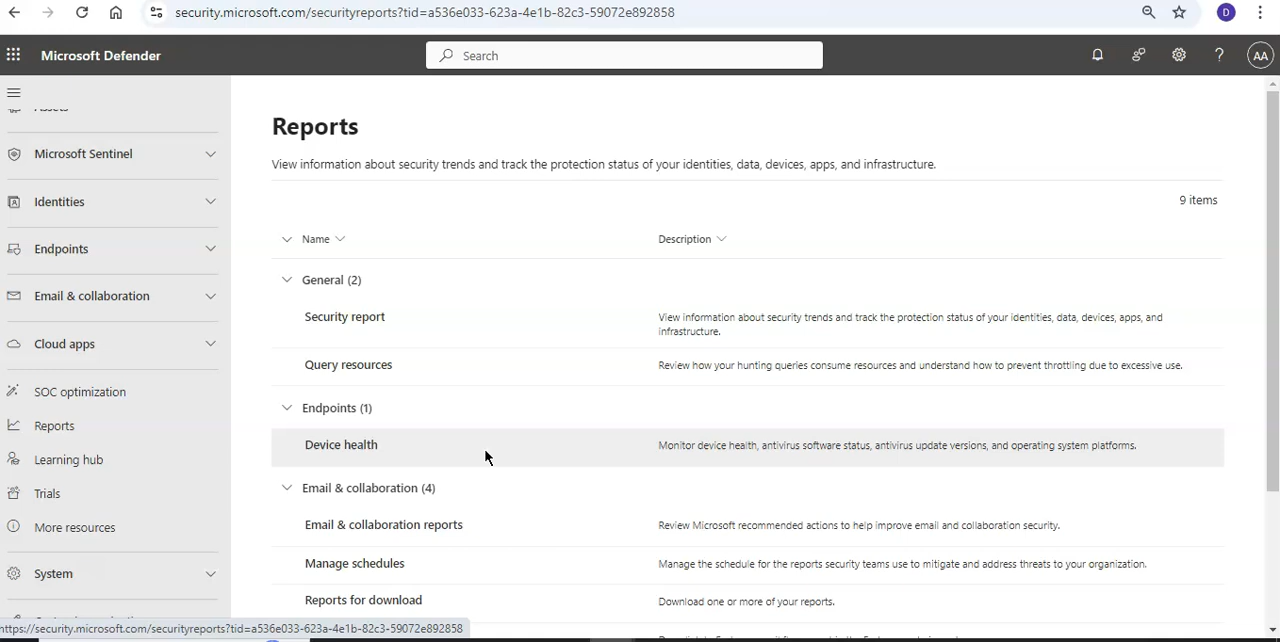 security.microsoft.com/securityreports?tid=a536e033-623a-4e1b-82c3-59072e892858
D
Microsoft Defender
Search
AA
Assets
Microsoft Sentinel
Identities
Endpoints
Email & collaboration
Cloud apps
SOC optimization
Reports
Learning hub
Trials
More resources
System
https://security.microsoft.com/securityreports?tid=a536e033-623a-4e1b-82c3-59072e892858
Reports
View information about security trends and track the protection status of your identities, data, devices, apps, and infrastructure.
9 items
Name
Description
General (2)
Security report
View information about security trends and track the protection status of your identities, data, devices, apps, and
infrastructure.
Query resources
Review how your hunting queries consume resources and understand how to prevent throttling due to excessive use.
Endpoints (1)
Device health
Monitor device health, antivirus software status, antivirus update versions, and operating system platforms.
Email & collaboration (4)
Email & collaboration reports
Review Microsoft recommended actions to help improve email and collaboration security.
Manage schedules
Manage the schedule for the reports security teams use to mitigate and address threats to your organization.
Reports for download
Download one or more of your reports.